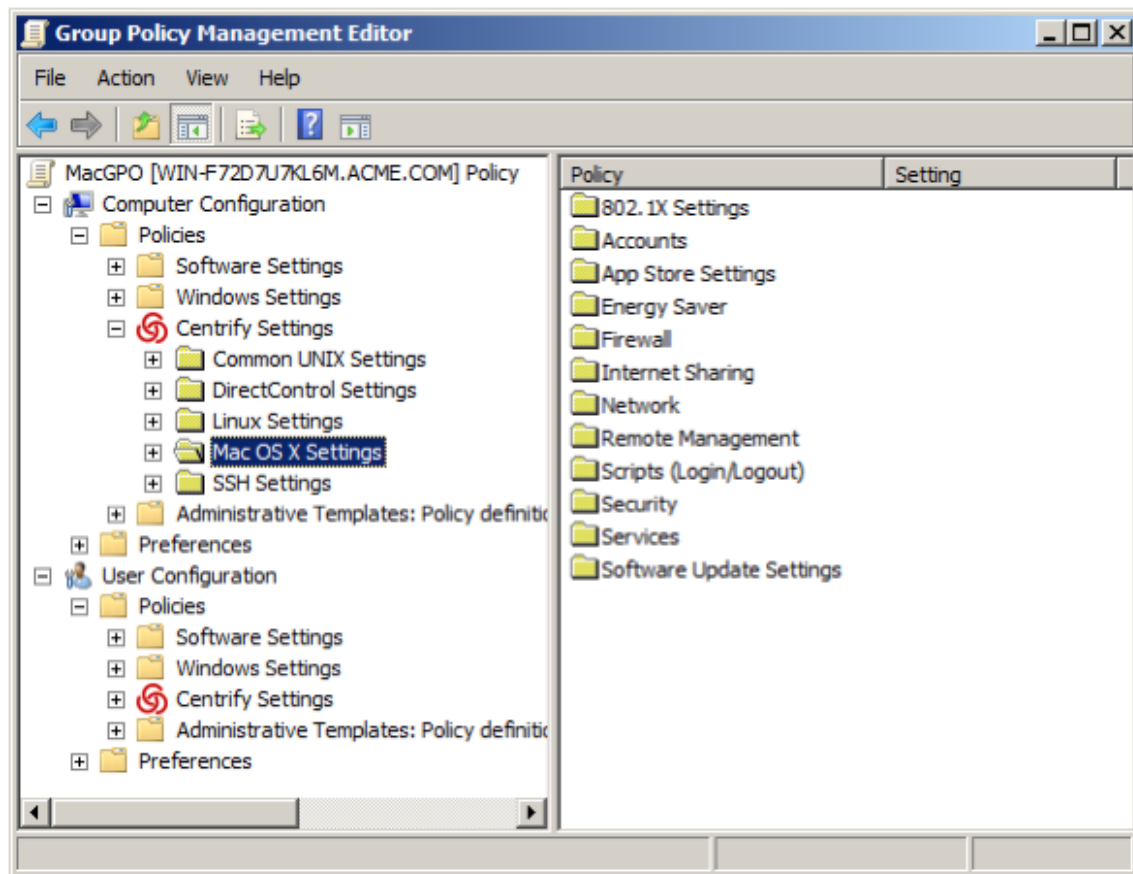 Group Policy Management Editor
File Action View Help
MacGPO [WIN-F72D7U7KL6M.ACME.COM] Policy
Computer Configuration
Policies
Software Settings
Windows Settings
Centrify Settings
Common UNIX Settings
DirectControl Settings
Linux Settings
Mac OS X Settings
SSH Settings
Administrative Templates: Policy definitic
Preferences
User Configuration
Policies
Software Settings
Windows Settings
Centrify Settings
Administrative Templates: Policy definitic
Preferences
Policy Setting
802.1X Settings
Accounts
App Store Settings
Energy Saver
Firewall
Internet Sharing
Network
Remote Management
Scripts (Login/Logout)
Security
Services
Software Update Settings